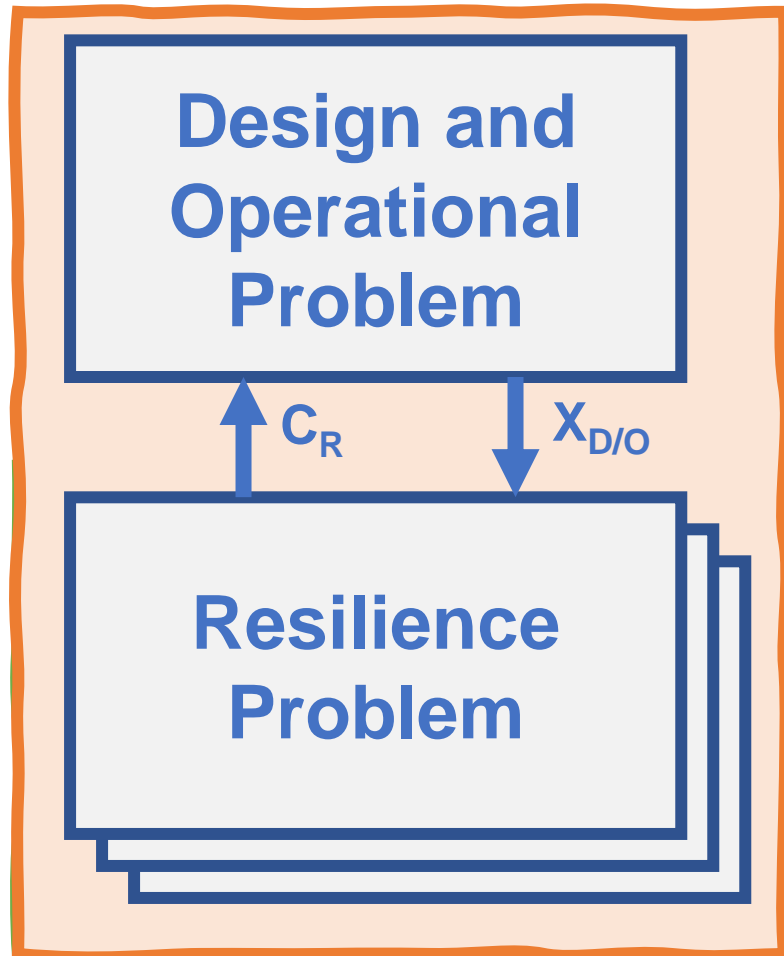 Design and
Operational
Problem
C_R X_D/O
Resilience
Problem